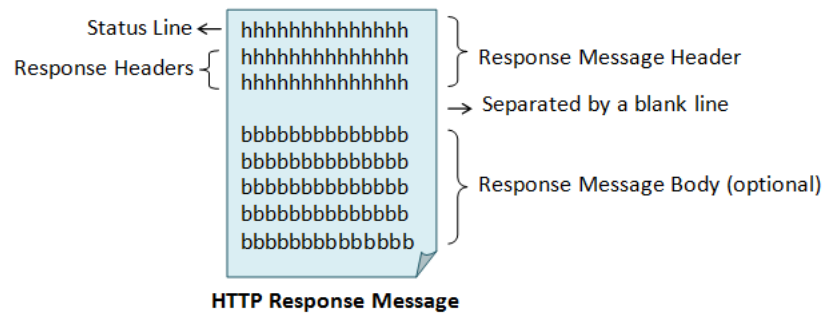 Status Line
hhhhhhhhhhhhhh
Response Headers
hhhhhhhhhhhhhh
hhhhhhhhhhhhhh
Response Message Header
Separated by a blank line
bbbbbbbbbbbbbb
bbbbbbbbbbbbbb
bbbbbbbbbbbbbb
bbbbbbbbbbbbbb
bbbbbbbbbbbbbb
Response Message Body (optional)
HTTP Response Message